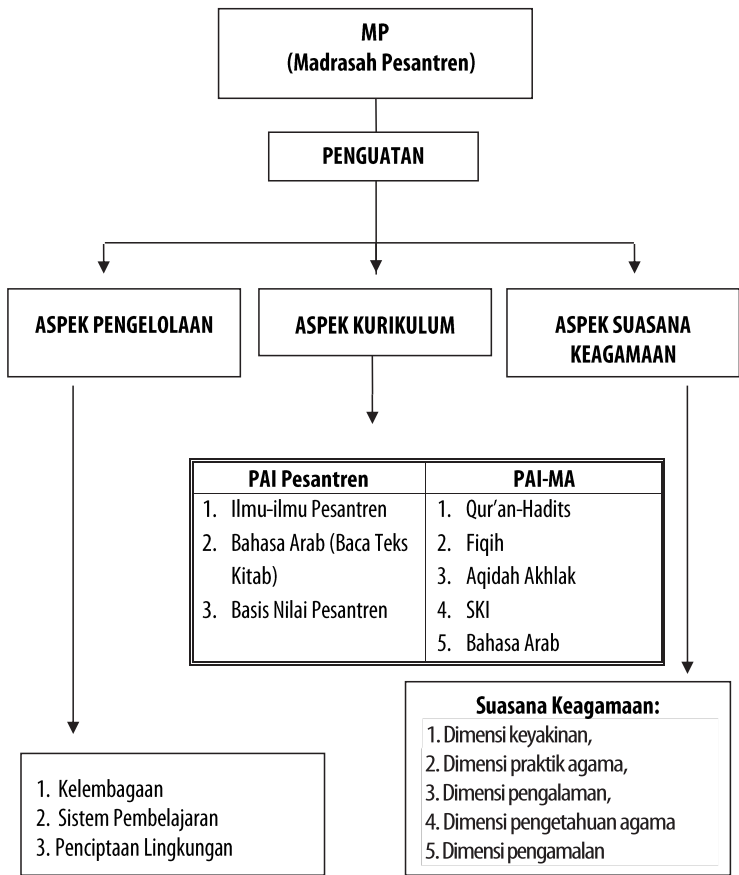 MP
(Madrasah Pesantren)
PENGUATAN
ASPEK PENGELOLAAN
ASPEK KURIKULUM
ASPEK SUASANA
KEAGAMAAN
PAI Pesantren
1. Ilmu-ilmu Pesantren
2. Bahasa Arab (Baca Teks
Kitab)
3. Basis Nilai Pesantren
PAI-MA
1. Qur’an-Hadits
2. Fiqih
3. Aqidah Akhlak
4. SKI
5. Bahasa Arab
1. Kelembagaan
2. Sistem Pembelajaran
3. Penciptaan Lingkungan
Suasana Keagamaan:
1. Dimensi keyakinan,
2. Dimensi praktik agama,
3. Dimensi pengalaman,
4. Dimensi pengetahuan agama
5. Dimensi pengamalan